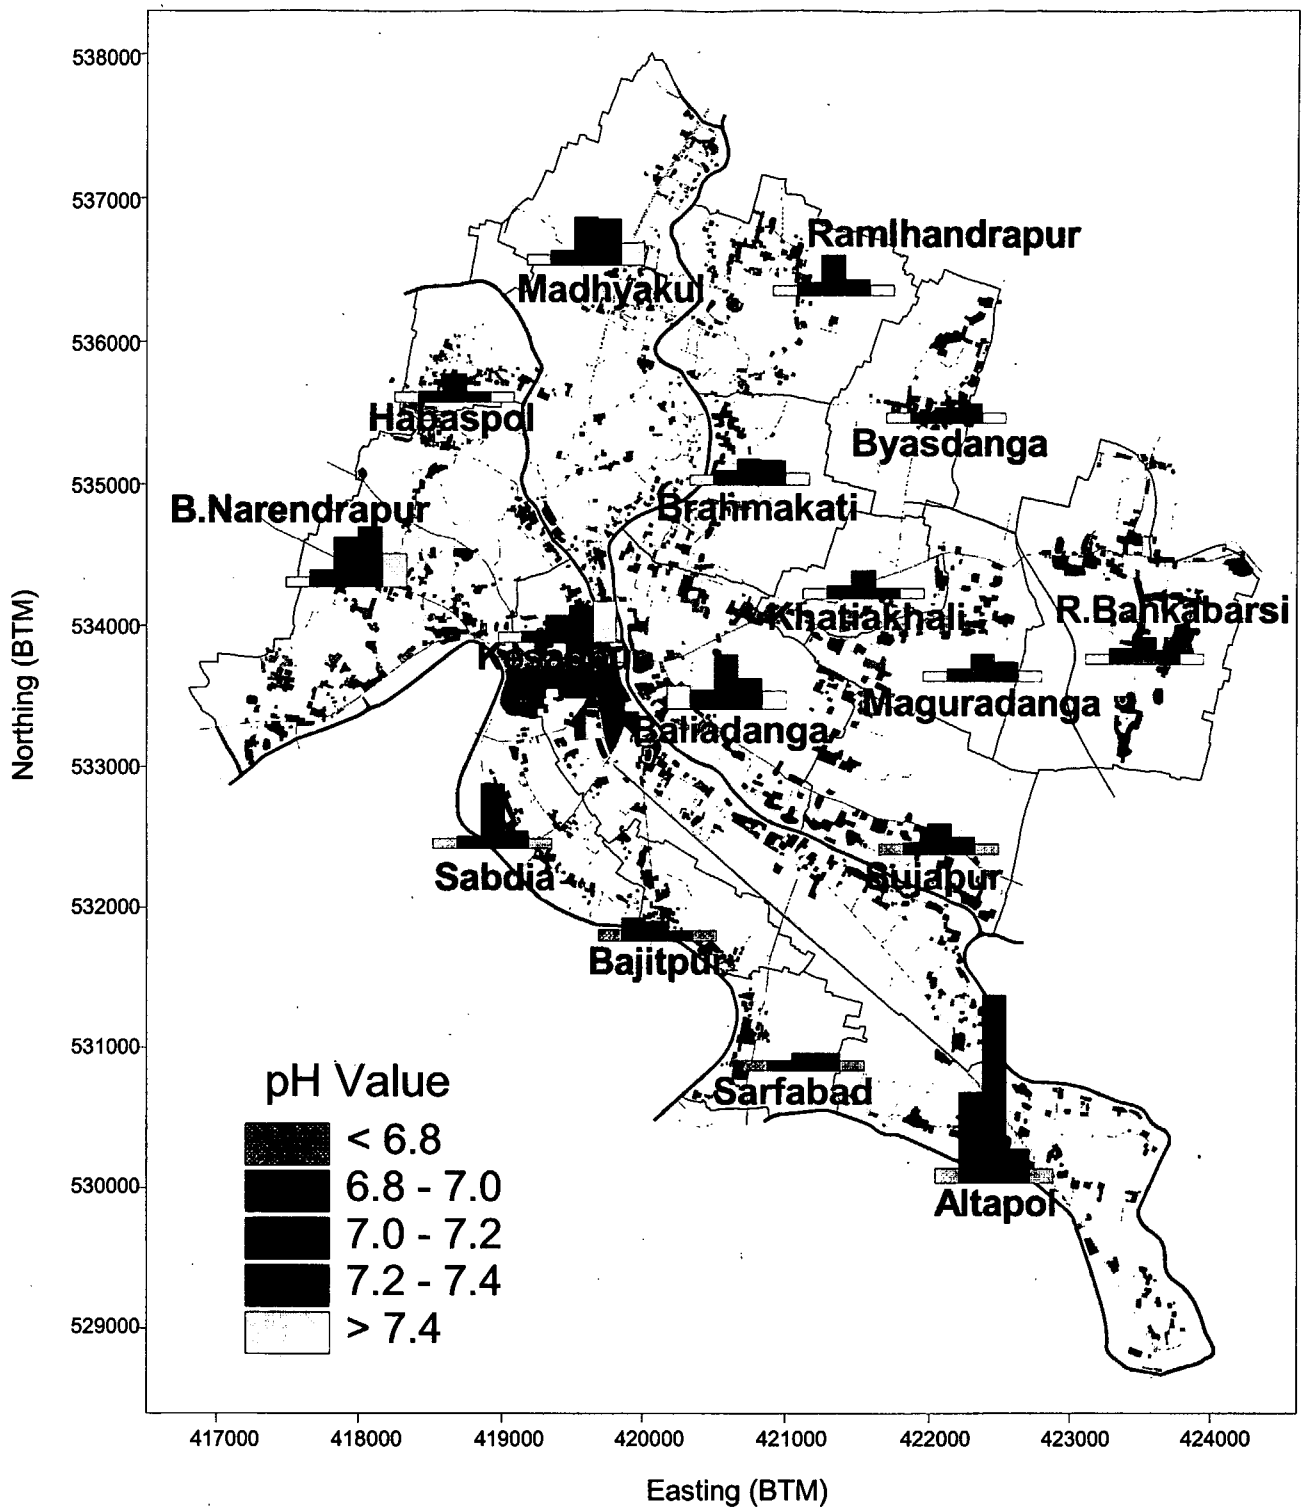 538000
537000
536000
535000
534000
533000
532000
531000
530000
529000
Northing (BTM)
Ramlhandrapur
Madhyakul
Habaspol
Byasdanga
Brahmakati
B.Narendrapur
Khatiakhali
R.Bankabarsi
Maguradanga
Baliadanga
Sabdia
Sujapur
Bajitpur
Sarfabad
Altapol
pH Value
< 6.8
6.8 - 7.0
7.0 - 7.2
7.2 - 7.4
> 7.4
417000
418000
419000
420000
421000
422000
423000
424000
Easting (BTM)